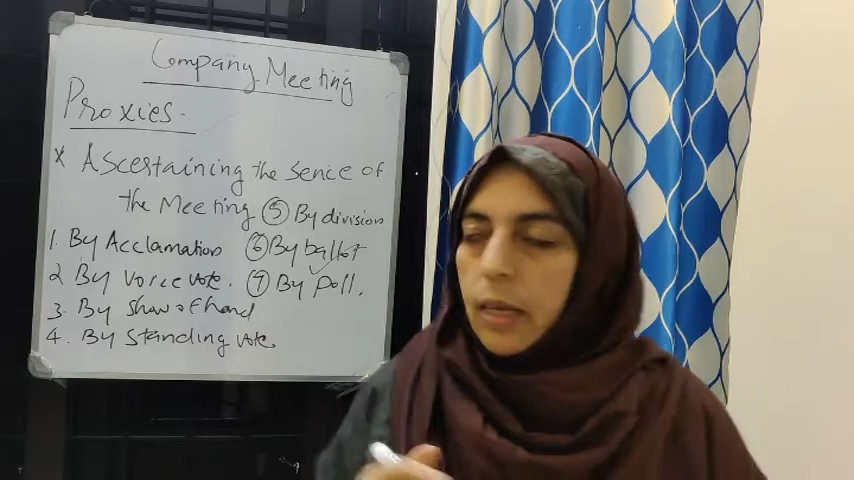 Company Meeting
Proxies-
x Ascertaining the sence of
the Meeting ⑤ By division
1. By Acclamation ⑥ By ballot
2 By voice vote. ⑦ By poll.
3. By show of hand
4. By standing vote.